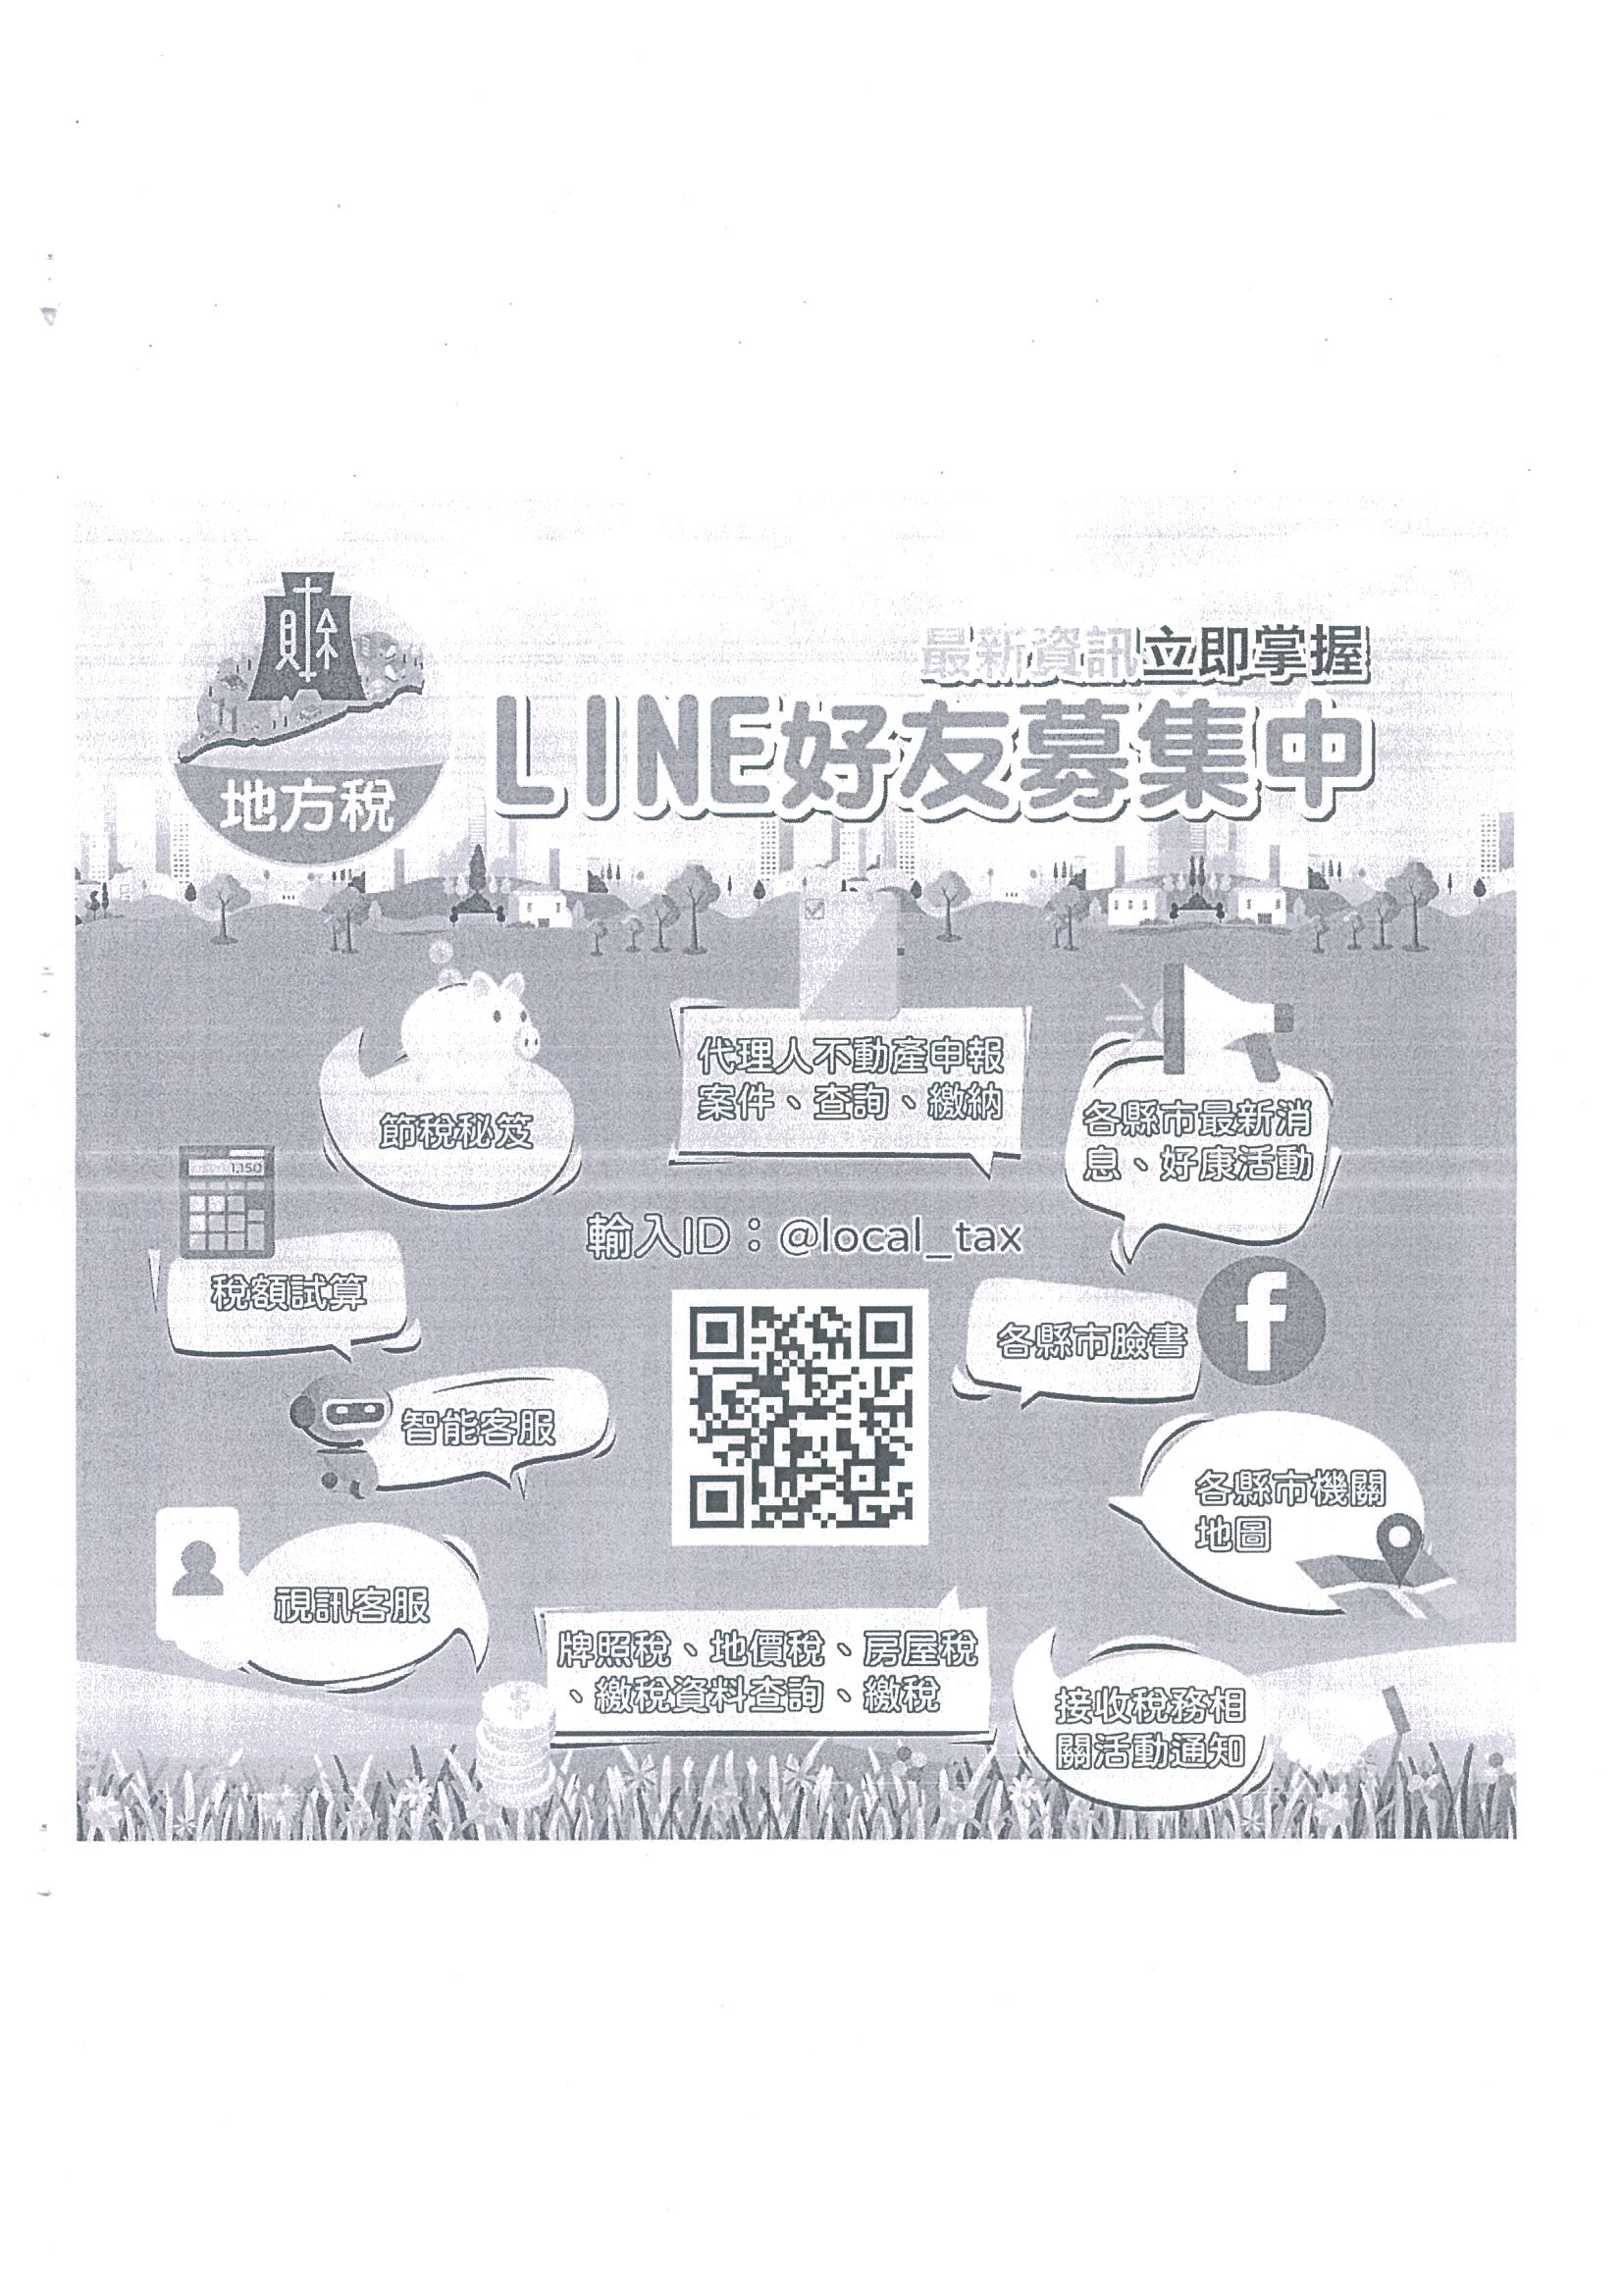 財
地方稅
最新資訊立即掌握
LINE好友募集中
代理人不動產申報
案件、查詢、繳納
節稅秘笈
各縣市最新消
息、好康活動
1,150
稅額試算
輸入ID：@local_tax
各縣市臉書
f
智能客服
各縣市機關
地圖
視訊客服
牌照稅、地價稅、房屋稅
、繳稅資料查詢、繳稅
$
接收稅務相
關活動通知